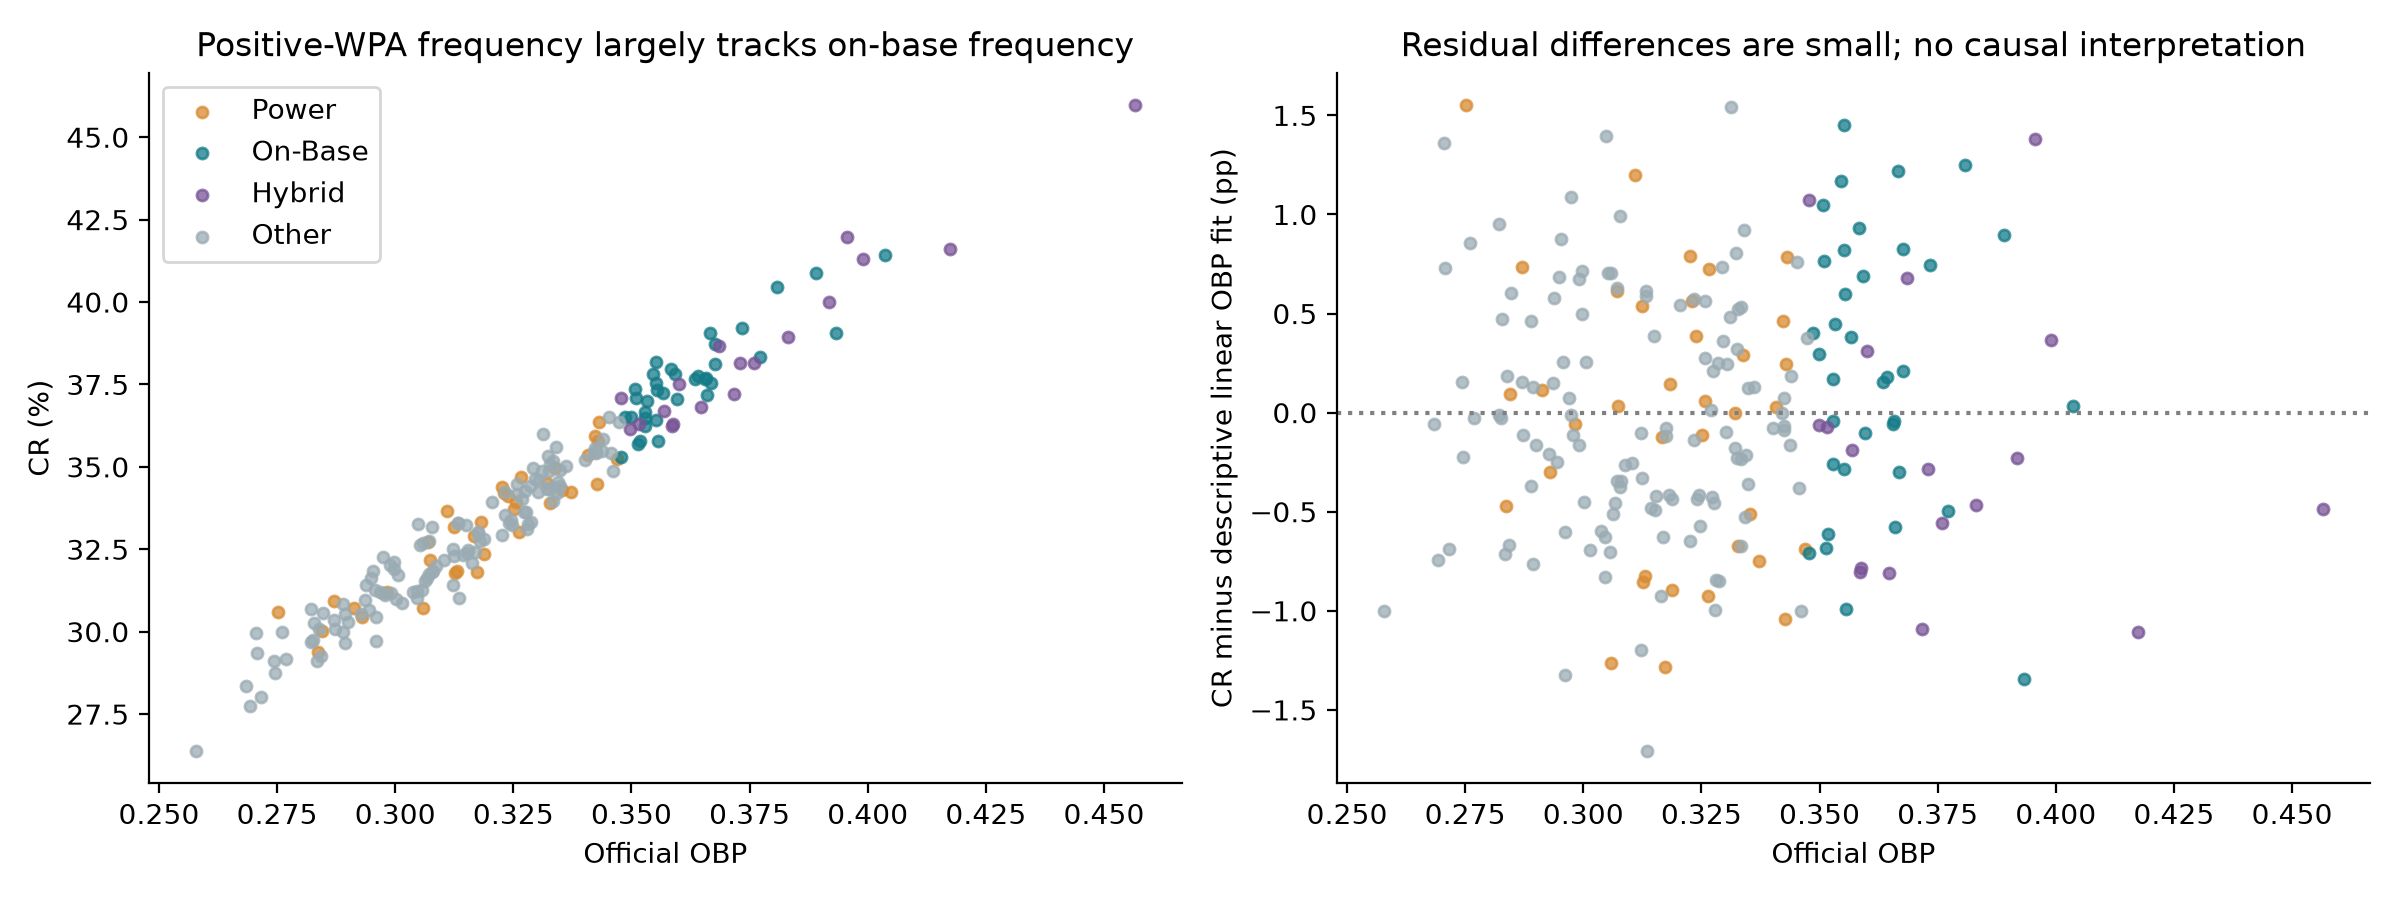 Positive-WPA frequency largely tracks on-base frequency
Power
On-Base
Hybrid
Other
CR (%)
45.0
42.5
40.0
37.5
35.0
32.5
30.0
27.5
0.250 0.275 0.300 0.325 0.350 0.375 0.400 0.425 0.450
Official OBP
Residual differences are small; no causal interpretation
CR minus descriptive linear OBP fit (pp)
1.5
1.0
0.5
0.0
−0.5
−1.0
−1.5
0.250 0.275 0.300 0.325 0.350 0.375 0.400 0.425 0.450
Official OBP